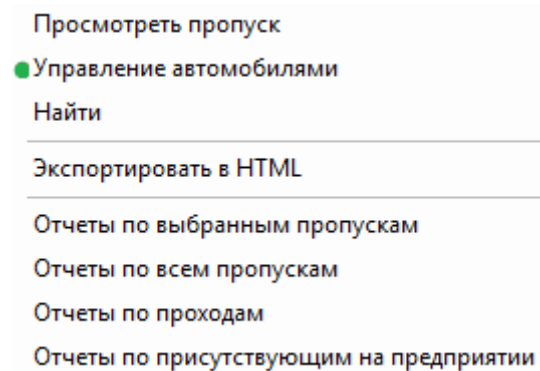 Просмотреть пропуск
Управление автомобилями
Найти
Экспортировать в HTML
Отчеты по выбранным пропускам
Отчеты по всем пропускам
Отчеты по проходам
Отчеты по присутствующим на предприятии